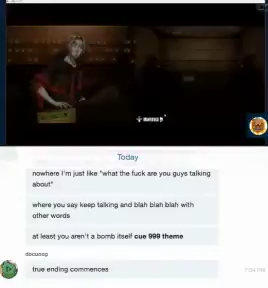 Today
nowhere I'm just like "what the fuck are you guys talking
about"
where you say keep talking and blah blah blah with
other words
at least you aren't a bomb itself cue 999 theme
docuoog
true ending commences